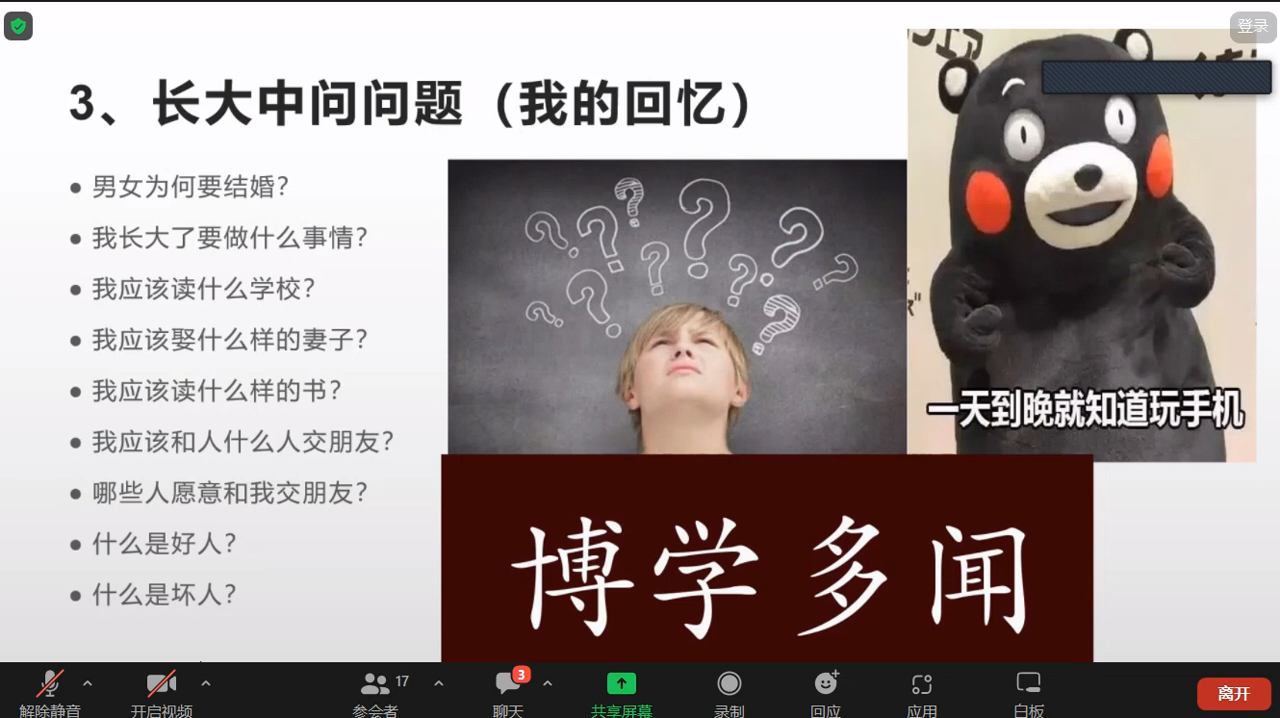 登录
3、长大中问问题（我的回忆）
男女为何要结婚？
我长大了要做什么事情？
我应该读什么学校？
我应该娶什么样的妻子？
我应该读什么样的书？
我应该和人什么人交朋友？
哪些人愿意和我交朋友？
什么是好人？
什么是坏人？
一天到晚就知道玩手机
博学多闻
解除静音
开启视频
参会者
17
聊天
3
共享屏幕
录制
回应
应用
白板
离开